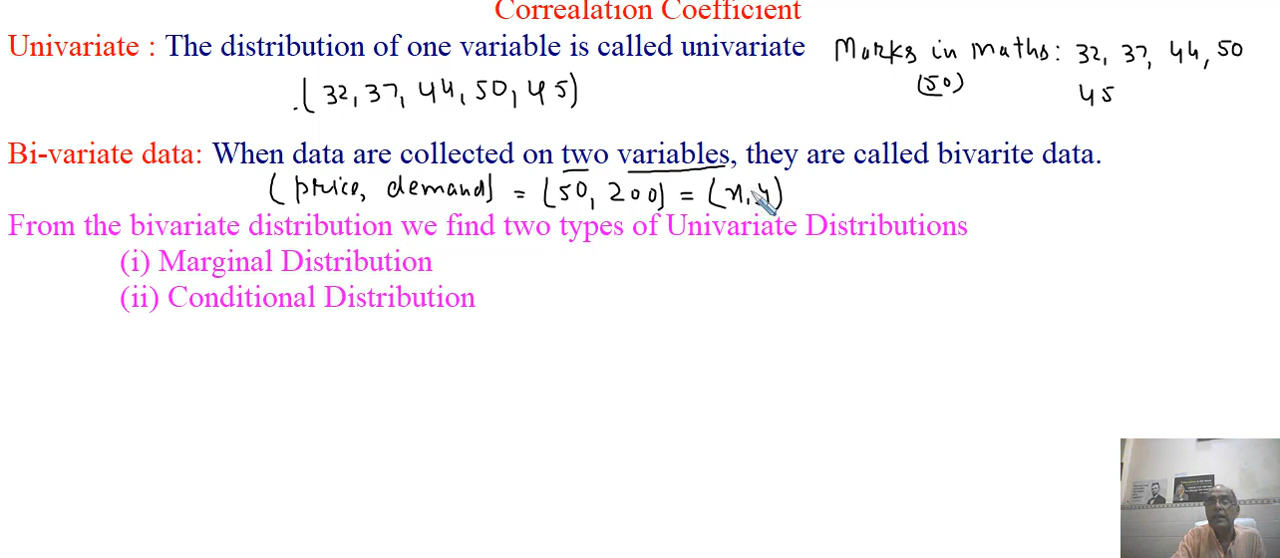 Correalation Coefficient
Univariate : The distribution of one variable is called univariate
Marks in maths: 32, 37, 44, 50
(50) 45
(32, 37, 44, 50, 45)
Bi-variate data: When data are collected on two variables, they are called bivarite data.
(price, demand) = (50, 200) = (x, y)
From the bivariate distribution we find two types of Univariate Distributions
(i) Marginal Distribution
(ii) Conditional Distribution